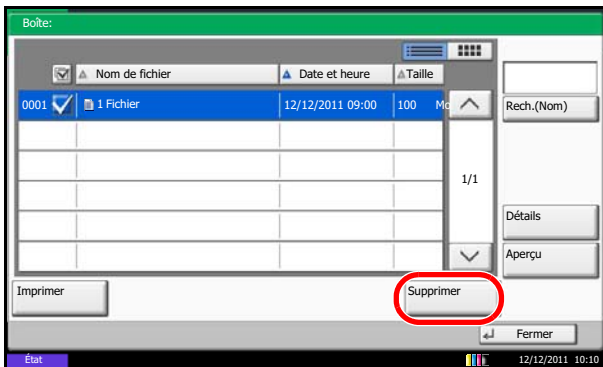 Boîte:
Nom de fichier Date et heure Taille
0001 1 Fichier 12/12/2011 09:00 100 Mo
Rech.(Nom)
1/1
Détails
Aperçu
Imprimer Supprimer
Fermer
État 12/12/2011 10:10